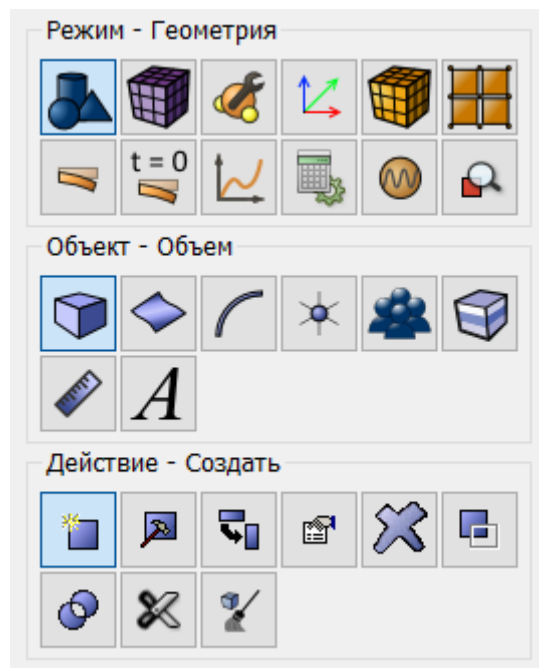 Режим - Геометрия
t = 0
Объект - Объем
A
Действие - Создать